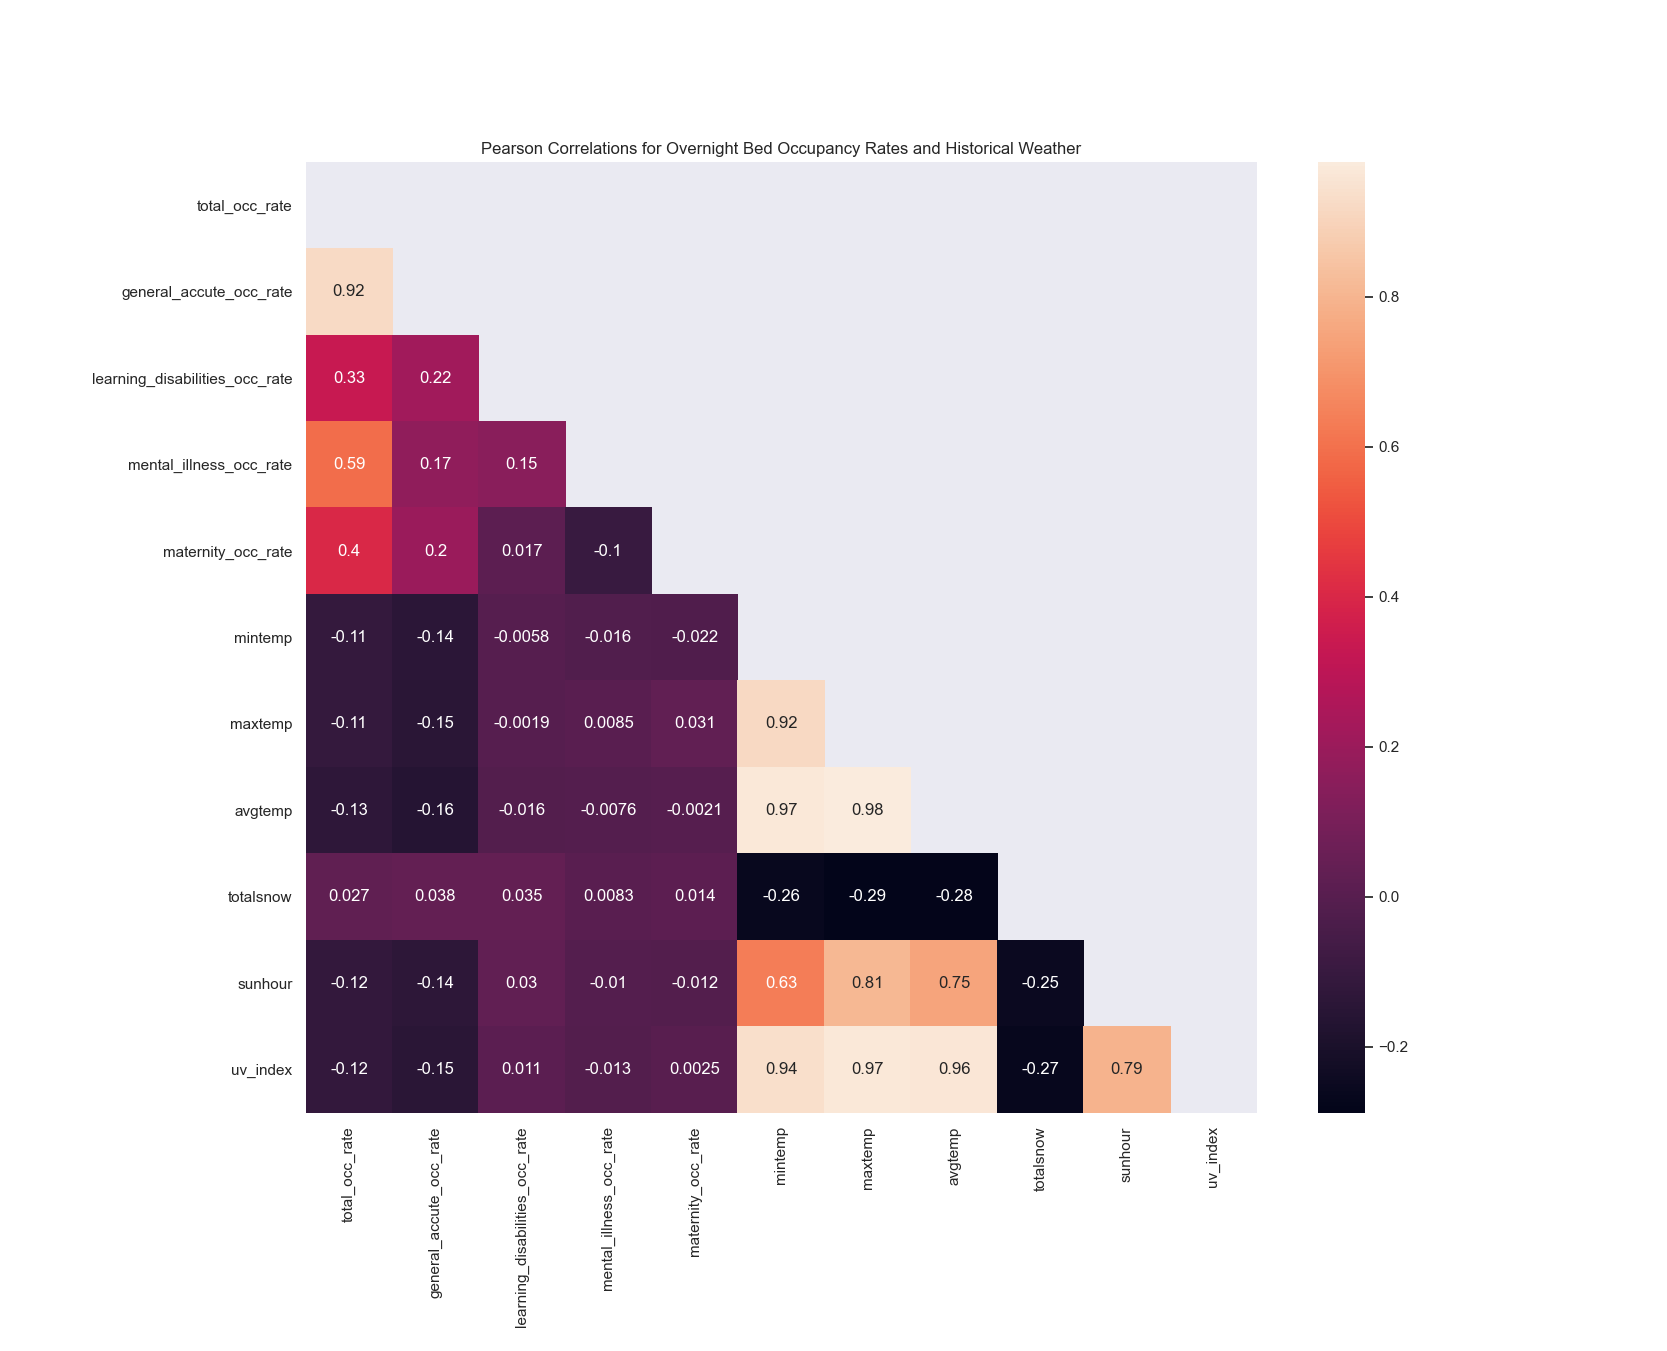 Pearson Correlations for Overnight Bed Occupancy Rates and Historical Weather
total_occ_rate
general_accute_occ_rate 0.92
learning_disabilities_occ_rate 0.33 0.22
mental_illness_occ_rate 0.59 0.17 0.15
maternity_occ_rate 0.4 0.2 0.017 -0.1
mintemp -0.11 -0.14 -0.0058 -0.016 -0.022
maxtemp -0.11 -0.15 -0.0019 0.0085 0.031 0.92
avgtemp -0.13 -0.16 -0.016 -0.0076 -0.0021 0.97 0.98
totalsnow 0.027 0.038 0.035 0.0083 0.014 -0.26 -0.29 -0.28
sunhour -0.12 -0.14 0.03 -0.01 -0.012 0.63 0.81 0.75 -0.25
uv_index -0.12 -0.15 0.011 -0.013 0.0025 0.94 0.97 0.96 -0.27 0.79
total_occ_rate
general_accute_occ_rate
learning_disabilities_occ_rate
mental_illness_occ_rate
maternity_occ_rate
mintemp
maxtemp
avgtemp
totalsnow
sunhour
uv_index
0.8
0.6
0.4
0.2
0.0
−0.2